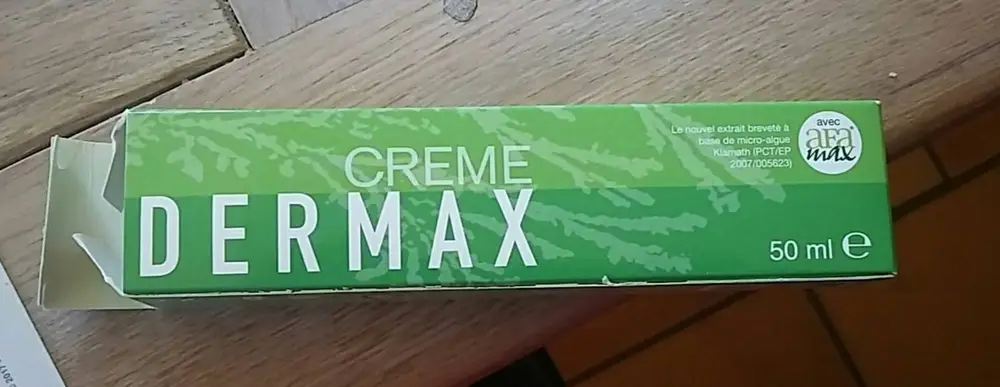 CREME
DERMAX
Le nouvel extrait breveté à
base de micro-algue
Klamath (PCT/EP
2007/005623)
avec
aFa
max
50 ml e